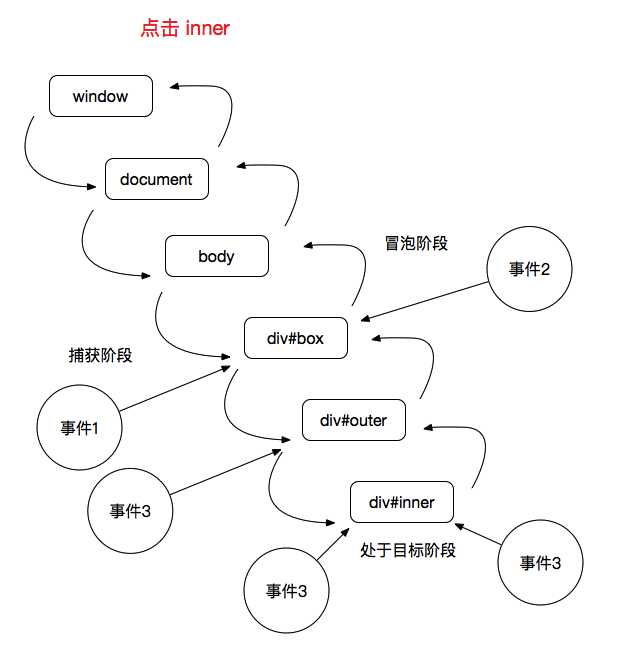 点击 inner
window
document
body
冒泡阶段
事件2
div#box
捕获阶段
事件1
div#outer
事件3
div#inner
处于目标阶段
事件3
事件3